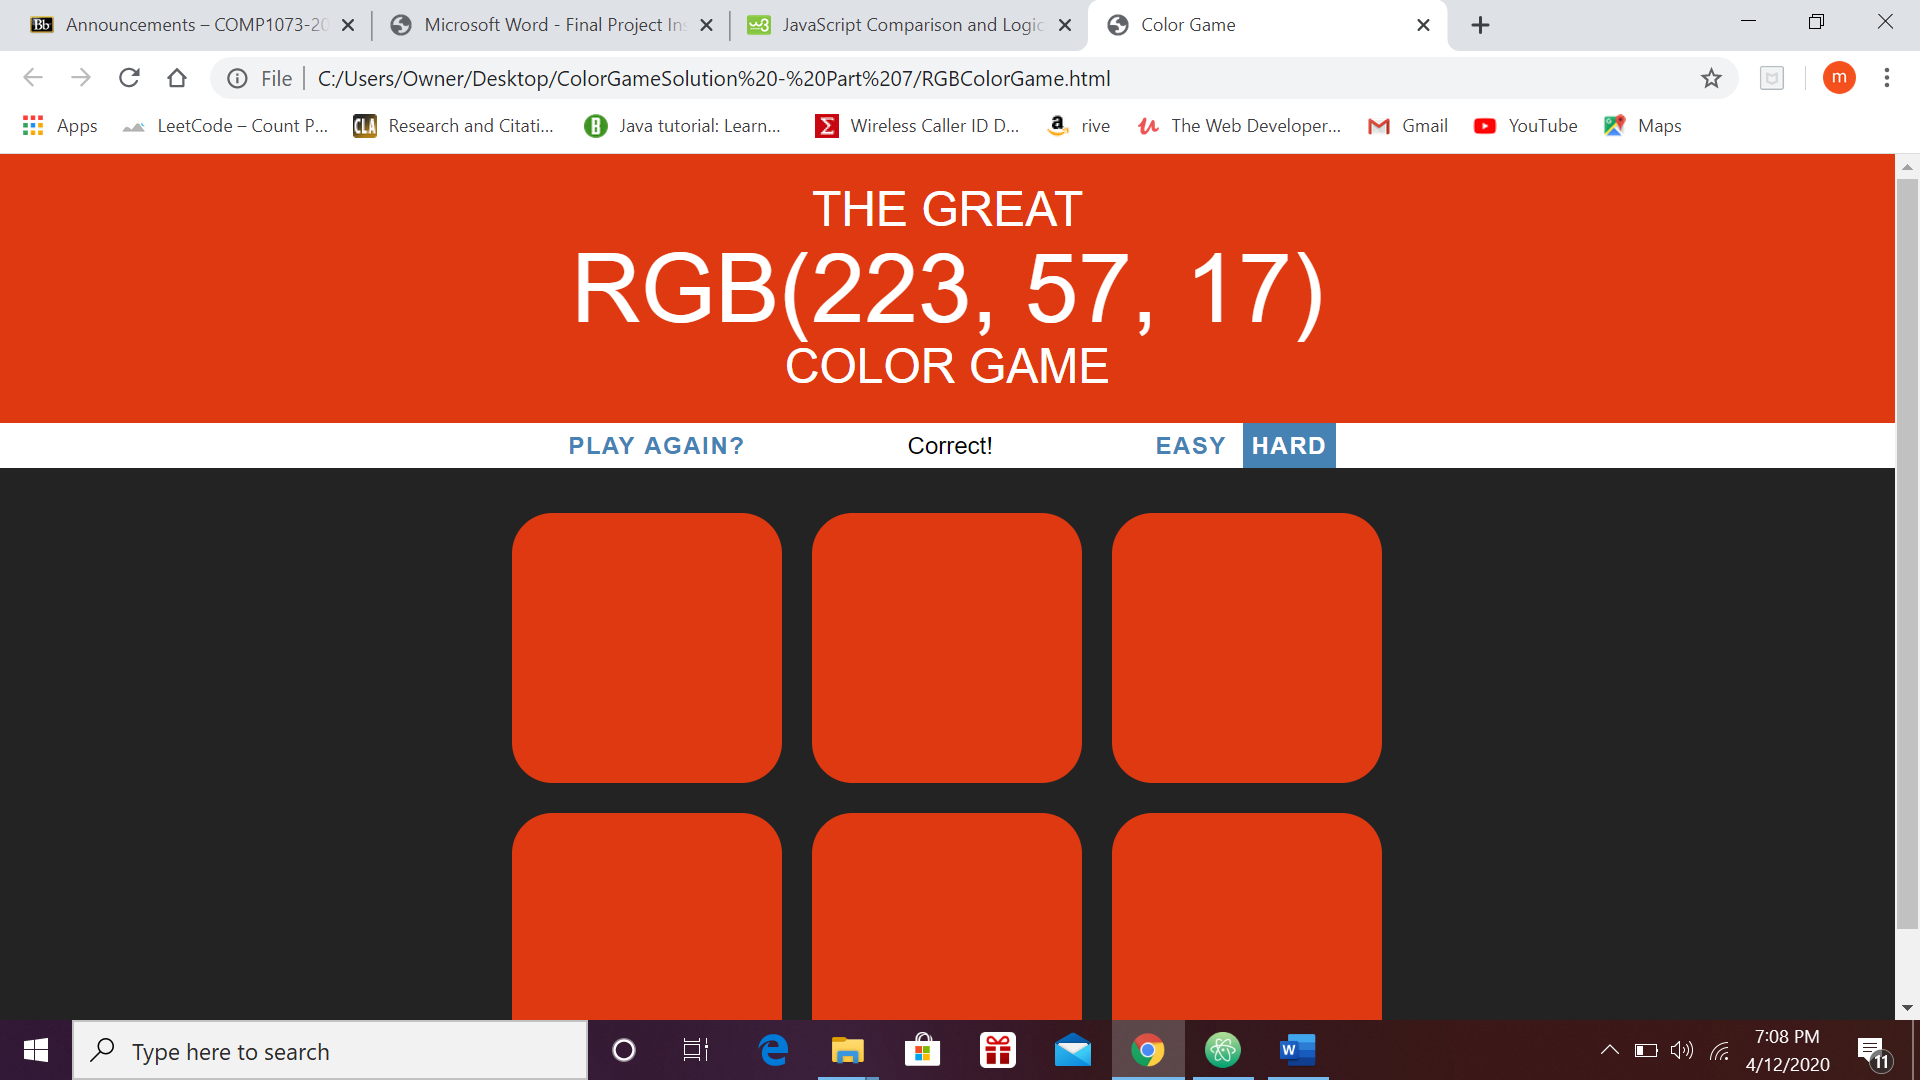 Bb Announcements – COMP1073-20
Microsoft Word - Final Project Ins
JavaScript Comparison and Logic
Color Game
File
C:/Users/Owner/Desktop/ColorGameSolution%20-%20Part%207/RGBColorGame.html
m
Apps
LeetCode – Count P...
CLA Research and Citati...
B Java tutorial: Learn...
Σ Wireless Caller ID D...
a rive
The Web Developer...
Gmail
YouTube
Maps
THE GREAT
RGB(223, 57, 17)
COLOR GAME
PLAY AGAIN?
Correct!
EASY
HARD
Type here to search
W
7:08 PM
4/12/2020
11